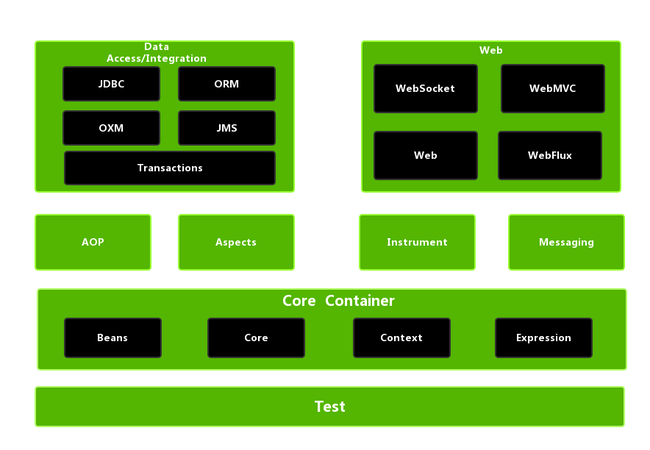 Data
Access/Integration
JDBC
ORM
OXM
JMS
Transactions
Web
WebSocket
WebMVC
Web
WebFlux
AOP
Aspects
Instrument
Messaging
Core Container
Beans
Core
Context
Expression
Test